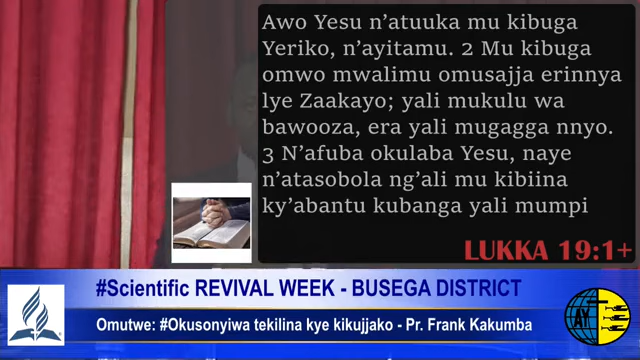 Awo Yesu n’atuuka mu kibuga
Yeriko, n’ayitamu. 2 Mu kibuga
omwo mwalimu omusajja erinnya
lye Zaakayo; yali mukulu wa
bawooza, era yali mugagga nnyo.
3 N’afuba okulaba Yesu, naye
n’atasobola ng’ali mu kibiina
ky’abantu kubanga yali mumpi
LUKKA 19:1+
#Scientific REVIVAL WEEK - BUSEGA DISTRICT
Omutwe: #Okusonyiwa tekilina kye kikujjako - Pr. Frank Kakumba
AY